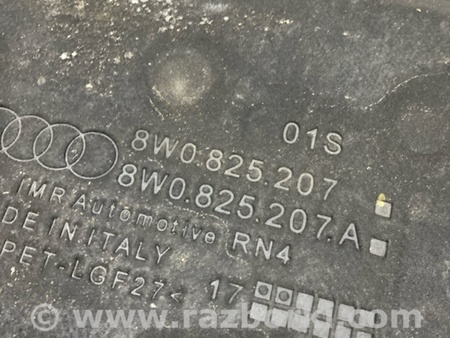 01S
8W0.825.207
8W0.825.207.A
IMR Automotive RN4
DE IN ITALY
PET-LGF27< 17
© www.razborka.com